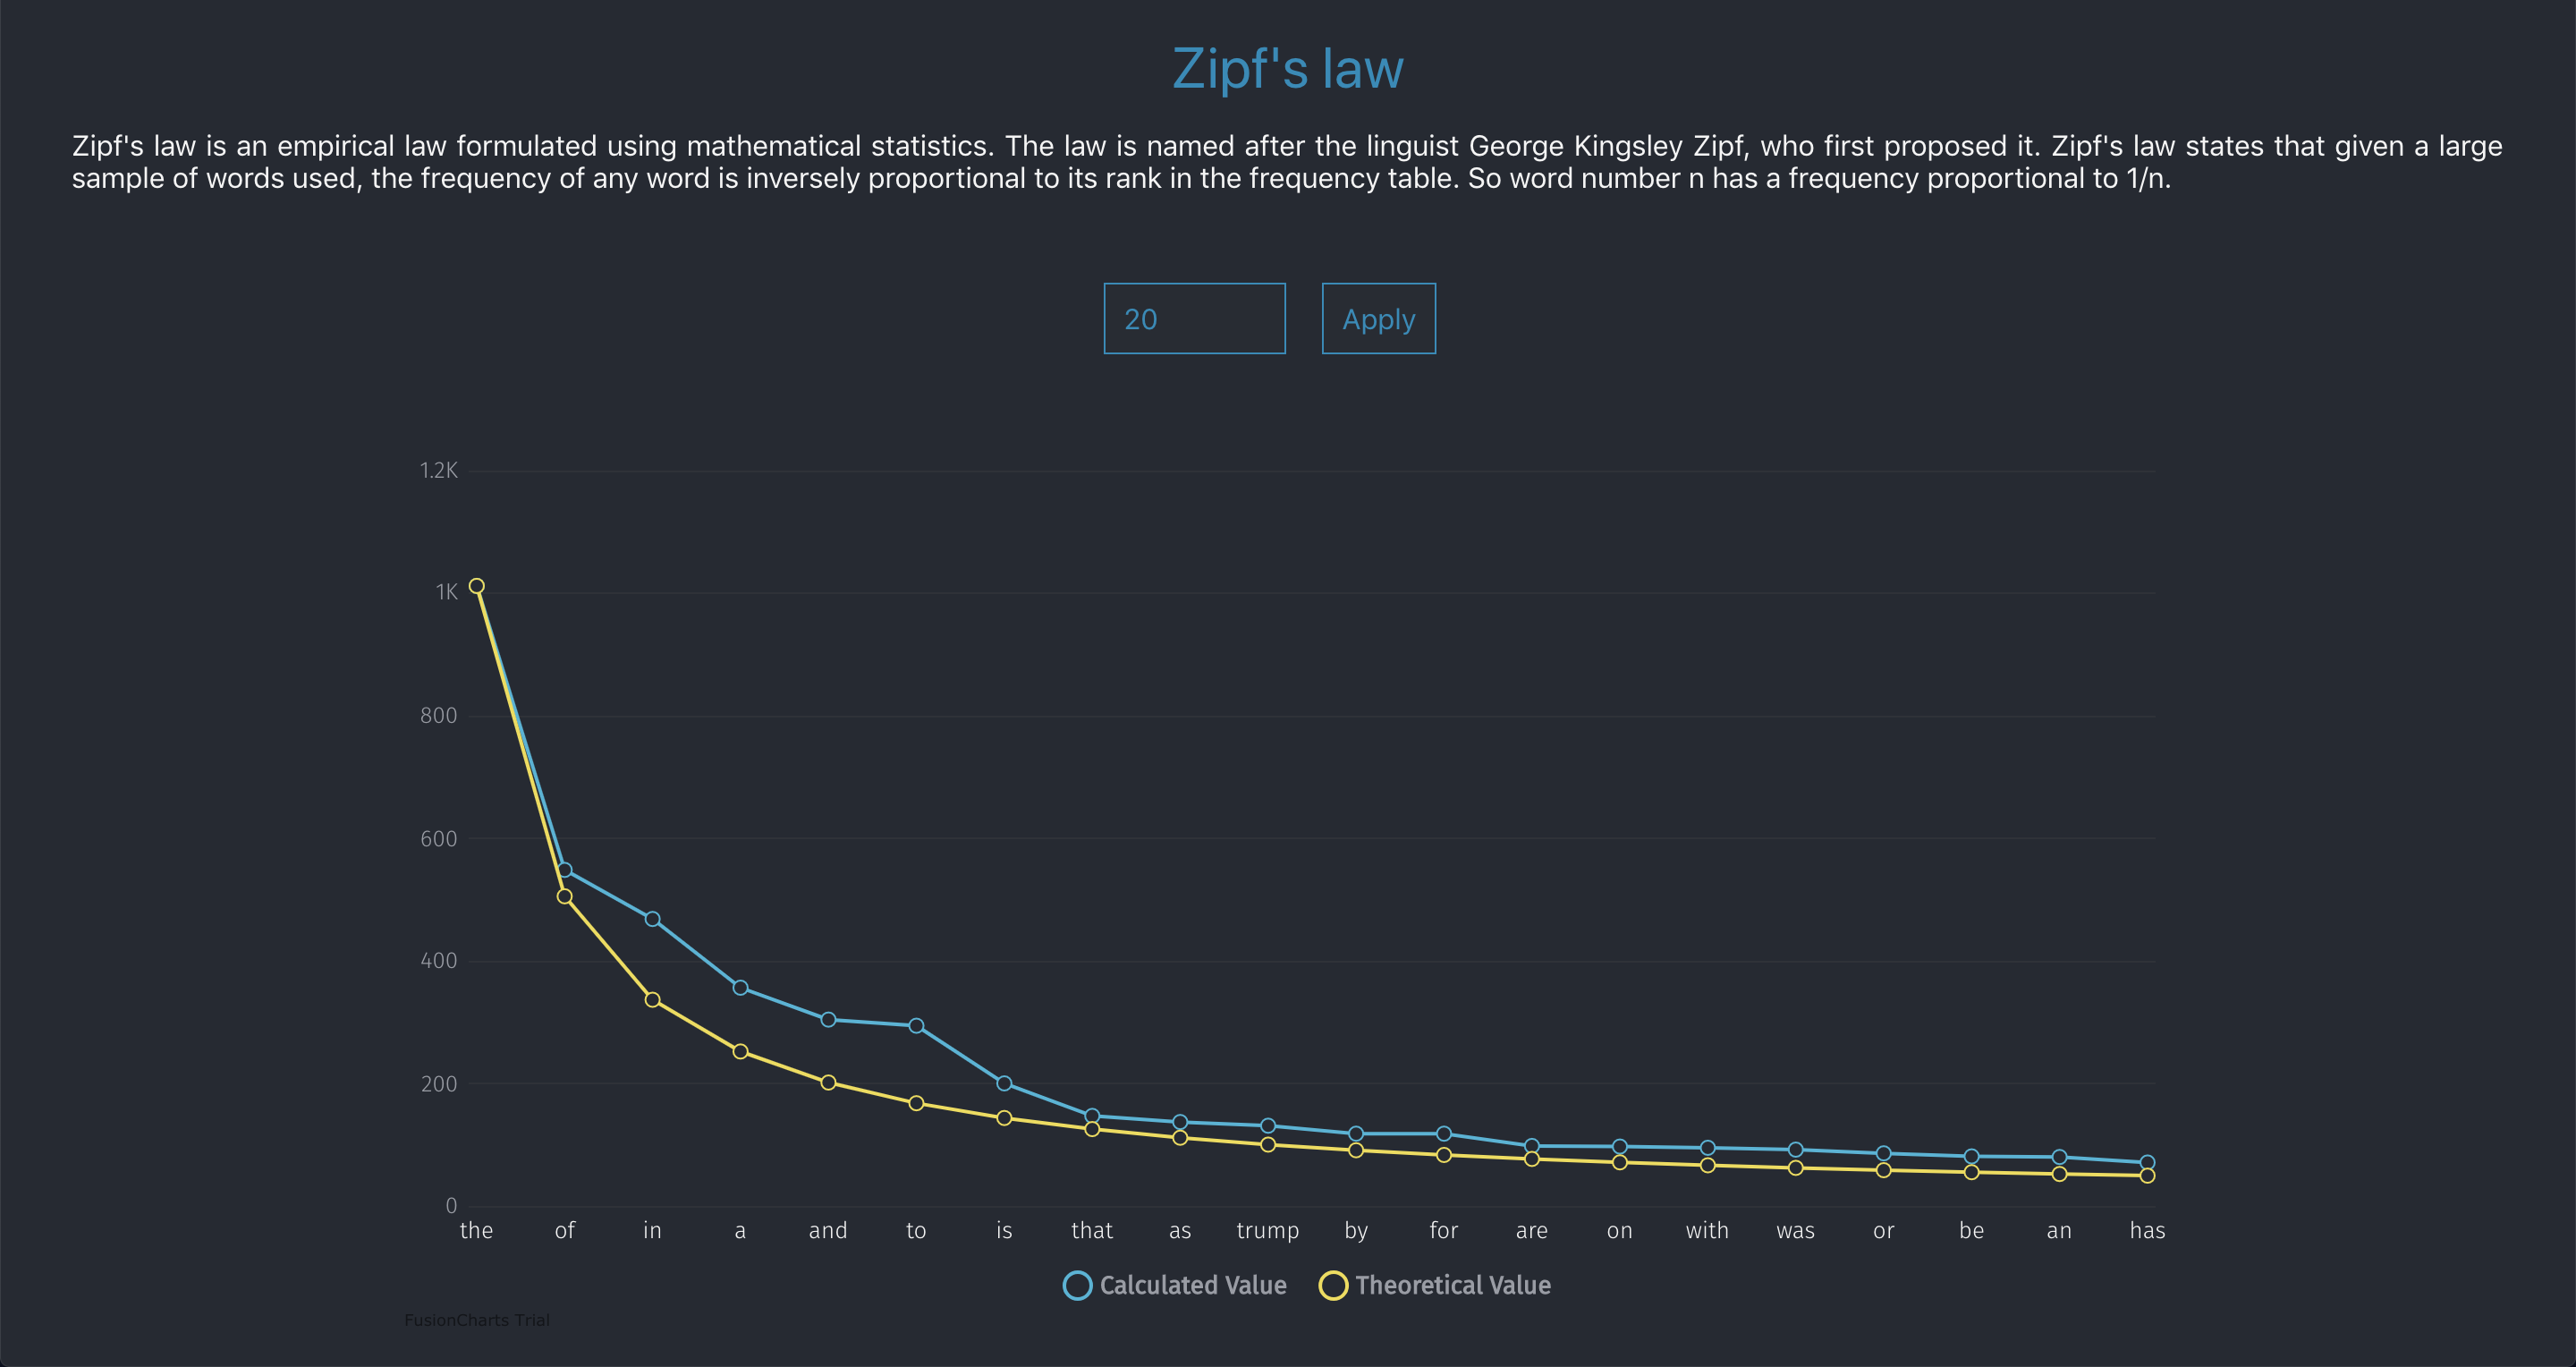 Zipf's law
Zipf's law is an empirical law formulated using mathematical statistics. The law is named after the linguist George Kingsley Zipf, who first proposed it. Zipf's law states that given a large
sample of words used, the frequency of any word is inversely proportional to its rank in the frequency table. So word number n has a frequency proportional to 1/n.
20 Apply
1.2K
1K
800
600
400
200
0
the of in a and to is that as trump by for are on with was or be an has
Calculated Value Theoretical Value
FusionCharts Trial